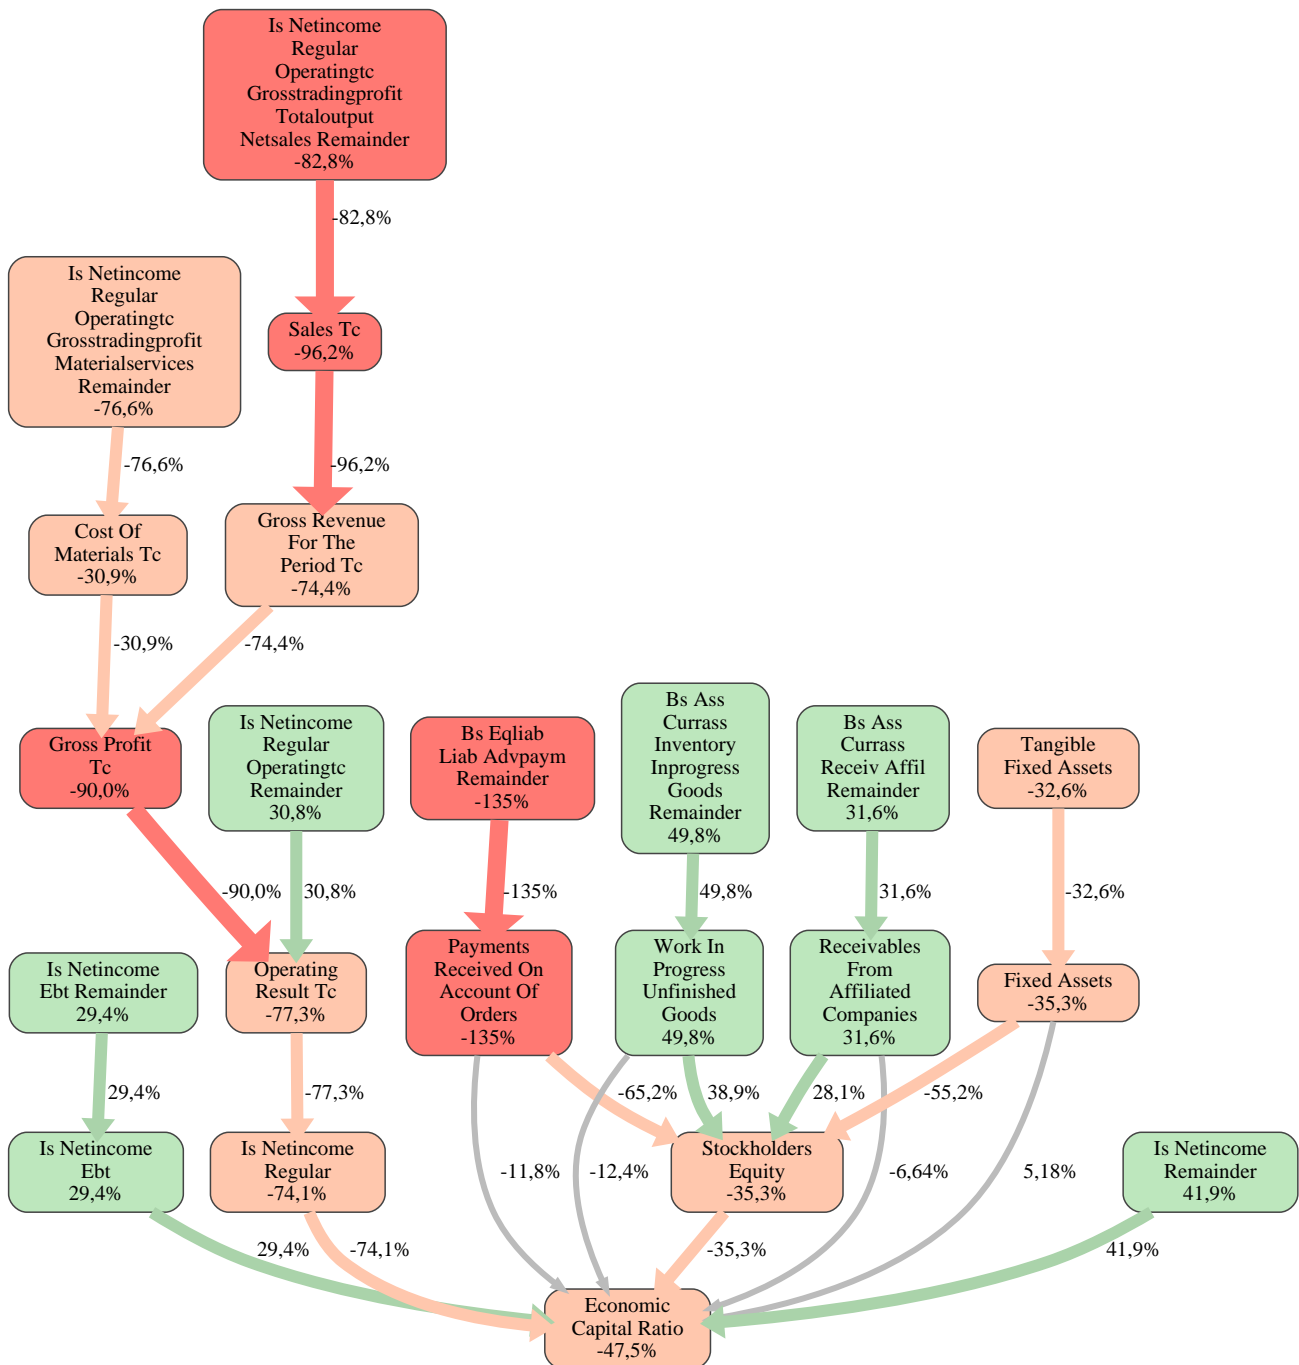 Is Netincome
Regular
Operatingtc
Grosstradingprofit
Totaloutput
Netsales Remainder
-82,8%
-82,8%
Is Netincome
Regular
Operatingtc
Grosstradingprofit
Materialservices
Remainder
-76,6%
Sales Tc
-96,2%
-76,6%
-96,2%
Cost Of
Materials Tc
-30,9%
Gross Revenue
For The
Period Tc
-74,4%
-30,9%
-74,4%
Gross Profit
Tc
-90,0%
Is Netincome
Regular
Operatingtc
Remainder
30,8%
Bs Eqliab
Liab Advpaym
Remainder
-135%
Bs Ass
Currass
Inventory
Inprogress
Goods
Remainder
49,8%
Bs Ass
Currass
Receiv Affil
Remainder
31,6%
Tangible
Fixed Assets
-32,6%
-90,0%
30,8%
-135%
49,8%
31,6%
-32,6%
Is Netincome
Ebt Remainder
29,4%
Operating
Result Tc
-77,3%
Payments
Received On
Account Of
Orders
-135%
Work In
Progress
Unfinished
Goods
49,8%
Receivables
From
Affiliated
Companies
31,6%
Fixed Assets
-35,3%
29,4%
-77,3%
-65,2%
38,9%
28,1%
-55,2%
Is Netincome
Ebt
29,4%
Is Netincome
Regular
-74,1%
-11,8%
-12,4%
Stockholders
Equity
-35,3%
-6,64%
5,18%
Is Netincome
Remainder
41,9%
29,4%
-74,1%
-35,3%
41,9%
Economic
Capital Ratio
-47,5%